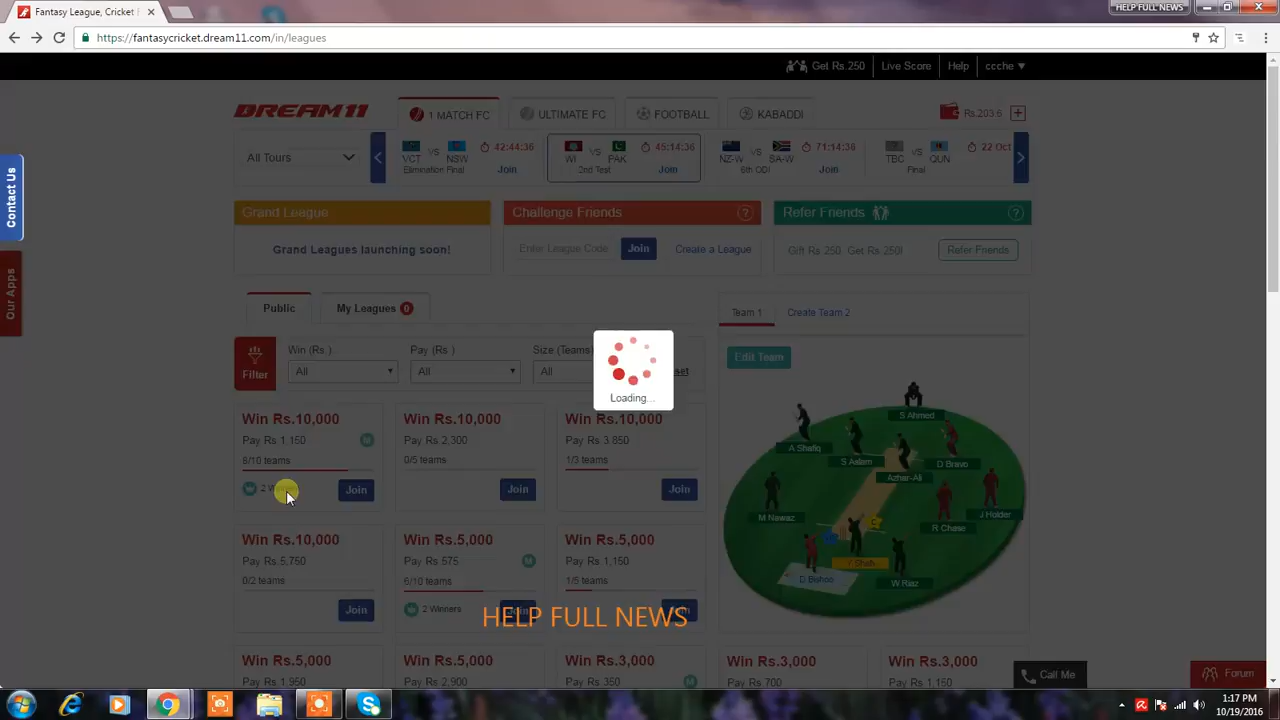 Fantasy League, Cricket
HELP FULL NEWS
https://fantasycricket.dream11.com/in/leagues
Get Rs.250
Live Score
Help
ccche
DREAM11
1 MATCH FC
ULTIMATE FC
FOOTBALL
KABADDI
Rs.203.6
All Tours
VCT VS NSW 42:44:36
Elimination Final
Join
WI VS PAK 45:14:36
2nd Test
Join
NZ-W VS SA-W 71:14:36
6th ODI
Join
TBC VS QUN 22 Oct
Final
Contact Us
Our Apps
Grand League
Grand Leagues launching soon!
Challenge Friends ?
Enter League Code
Join
Create a League
Refer Friends ?
Gift Rs.250, Get Rs.250!
Refer Friends
Public
My Leagues 0
Team 1
Create Team 2
Filter
Win (Rs.)
All
Pay (Rs.)
All
Size (Teams)
All
Loading...
Edit Team
Win Rs.10,000
Pay Rs.1,150
M
8/10 teams
Join
Win Rs.10,000
Pay Rs.2,300
0/5 teams
Join
Win Rs.10,000
Pay Rs.3,850
1/3 teams
Join
Win Rs.10,000
Pay Rs.5,750
0/2 teams
Join
Win Rs.5,000
Pay Rs.575
M
6/10 teams
2 Winners
Win Rs.5,000
Pay Rs.1,150
1/5 teams
HELP FULL NEWS
Win Rs.5,000
Pay Rs.1,950
Win Rs.5,000
Pay Rs.2,900
Win Rs.3,000
Pay Rs.350
M
Win Rs.3,000
Pay Rs.700
Win Rs.3,000
Pay Rs.1,150
S Ahmed
A Shafiq
S Aslam
D Bravo
Azhar-Ali
M Nawaz
J Holder
R Chase
Y Shah
D Bishoo
W Riaz
Call Me
Forum
1:17 PM
10/19/2016